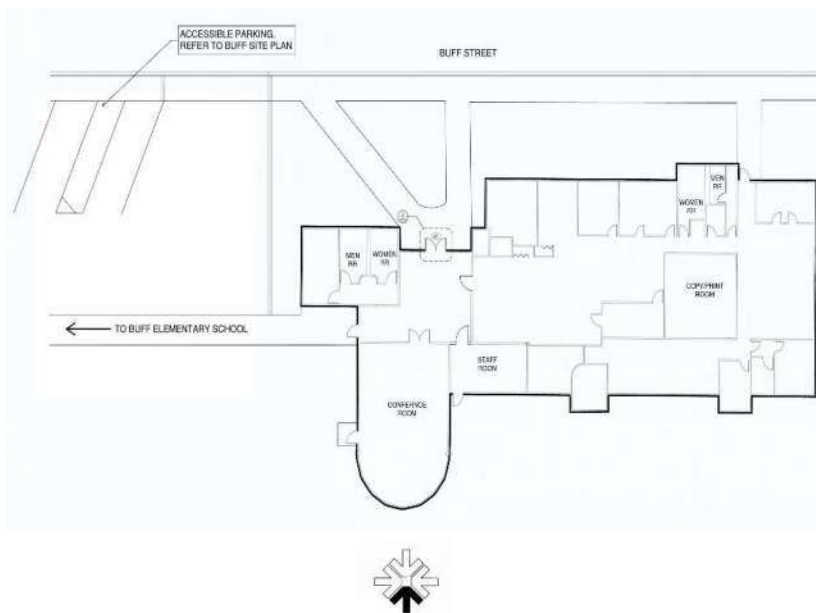 ACCESSIBLE PARKING,
REFER TO BUFF SITE PLAN
BUFF STREET
MEN
RR
WOMEN
RR
MEN
RR
WOMEN
RR
COPY/PRINT
ROOM
TO BUFF ELEMENTARY SCHOOL
STAFF
ROOM
CONFERNCE
ROOM